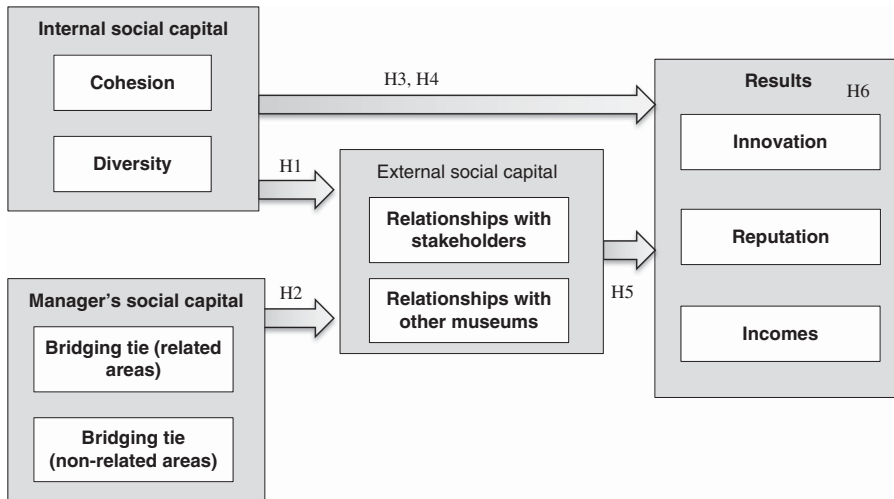 Internal social capital
Cohesion
Diversity
H3, H4
H1
External social capital
Relationships with
stakeholders
Relationships with
other museums
Manager's social capital
Bridging tie (related
areas)
Bridging tie
(non-related areas)
H2
H5
Results
H6
Innovation
Reputation
Incomes